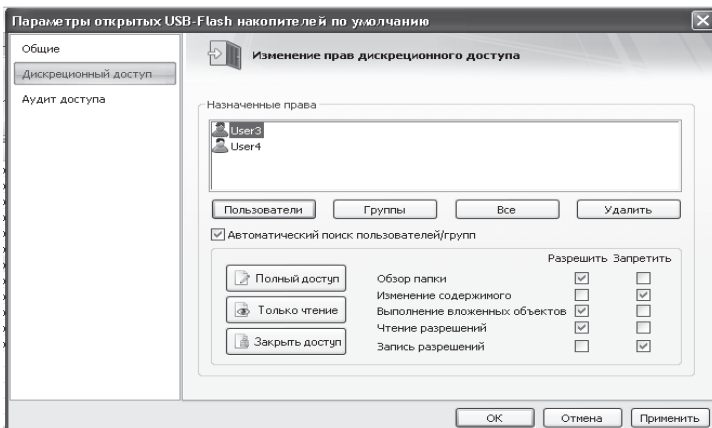 Параметры открытых USB-Flash накопителей по умолчанию
Общие
Дискреционный доступ
Аудит доступа
Изменение прав дискреционного доступа
Назначенные права
User3
User4
Пользователи Группы Все Удалить
Автоматический поиск пользователей/групп
Разрешить Запретить
Полный доступ
Только чтение
Закрыть доступ
Обзор папки
Изменение содержимого
Выполнение вложенных объектов
Чтение разрешений
Запись разрешений
ОК Отмена Применить